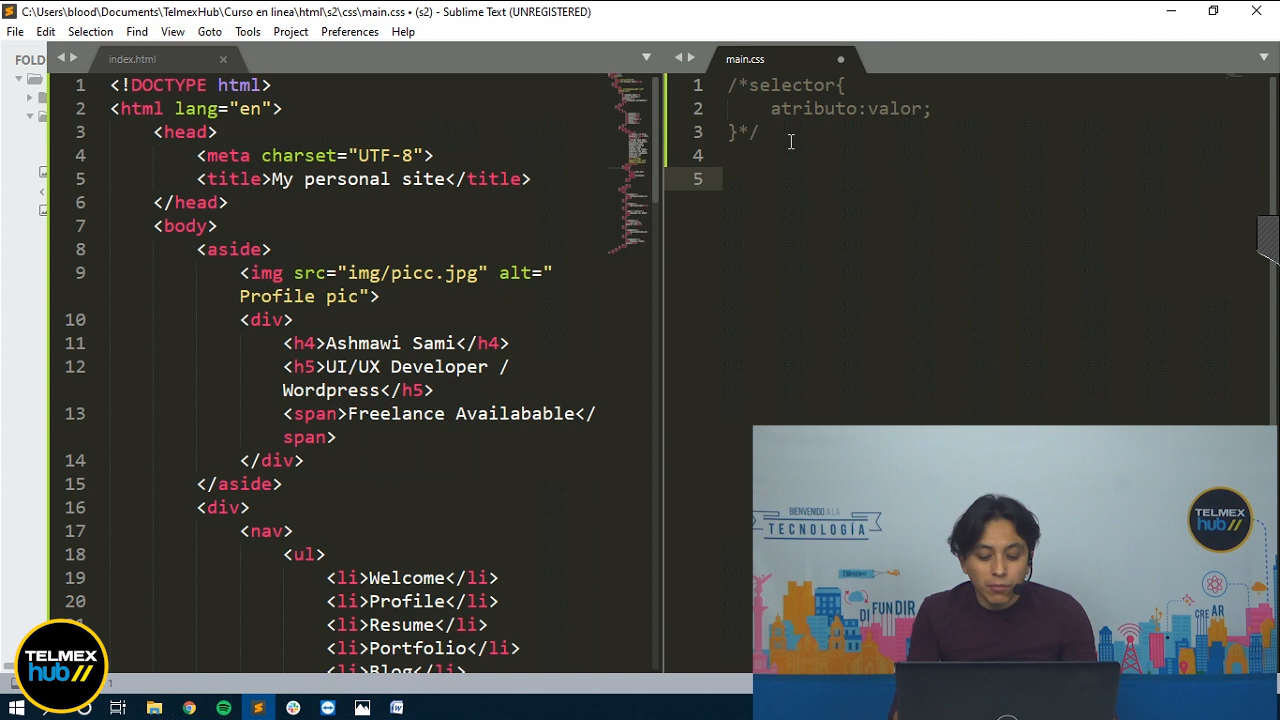 C:\Users\blood\Documents\TelmexHub\Curso en linea\html\s2\css\main.css • (s2) - Sublime Text (UNREGISTERED)
File Edit Selection Find View Goto Tools Project Preferences Help
FOLD
index.html
main.css
1 <!DOCTYPE html>
2 <html lang="en">
3 <head>
4 <meta charset="UTF-8">
5 <title>My personal site</title>
6 </head>
7 <body>
8 <aside>
9 <img src="img/picc.jpg" alt="
Profile pic">
10 <div>
11 <h4>Ashmawi Sami</h4>
12 <h5>UI/UX Developer /
Wordpress</h5>
13 <span>Freelance Availabable</
span>
14 </div>
15 </aside>
16 <div>
17 <nav>
18 <ul>
19 <li>Welcome</li>
20 <li>Profile</li>
<li>Resume</li>
<li>Portfolio</li>
<li>Blog</li>
1 /*selector{
2 atributo:valor;
3 }*/
4
5
BIENVENIDO A LA
TECNOLOGÍA
TELMEX
hub//
DIFUNDIR
CREAR
TELMEX
hub//